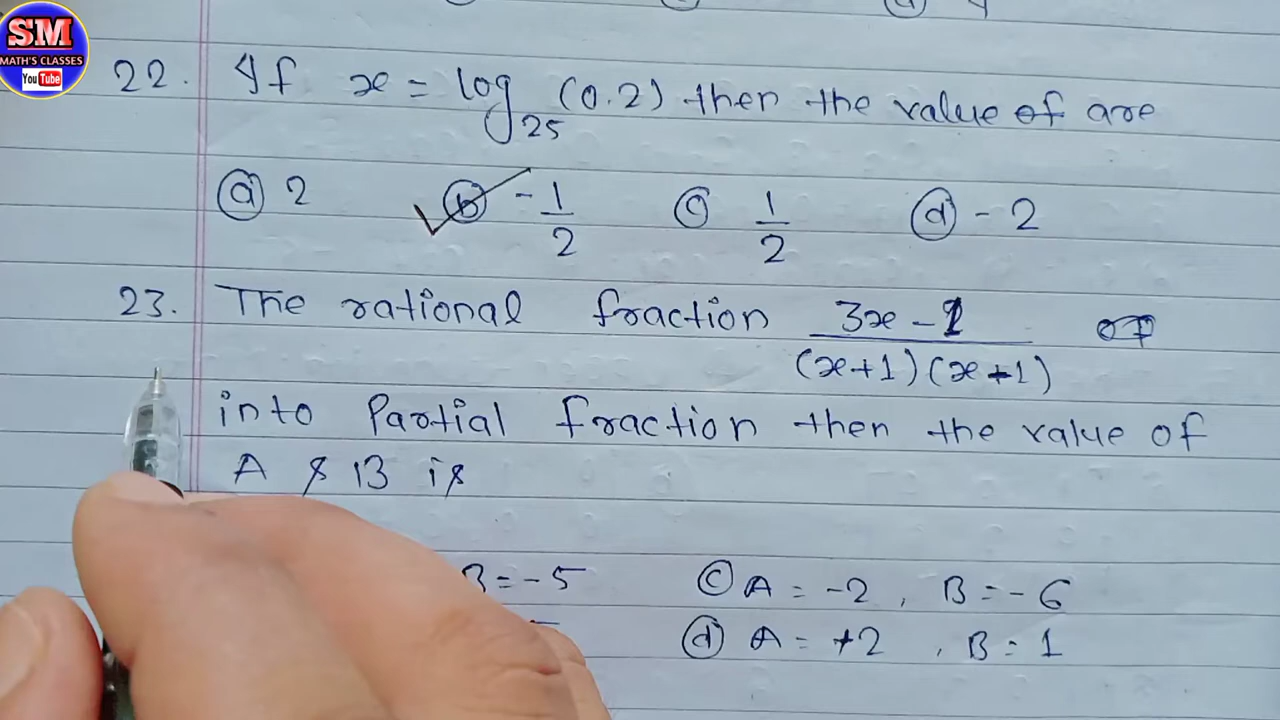 SM
MATH'S CLASSES
YouTube
22. If x = log₂₅ (0.2) then the value of are
ⓐ 2 ⓑ -1/2 ⓒ 1/2 ⓓ -2
23. The rational fraction 3x - 1 / (x+1)(x-1)
into Partial fraction then the value of
A & B is
B = -5 ⓒ A = -2, B = -6
ⓓ A = +2, B = 1